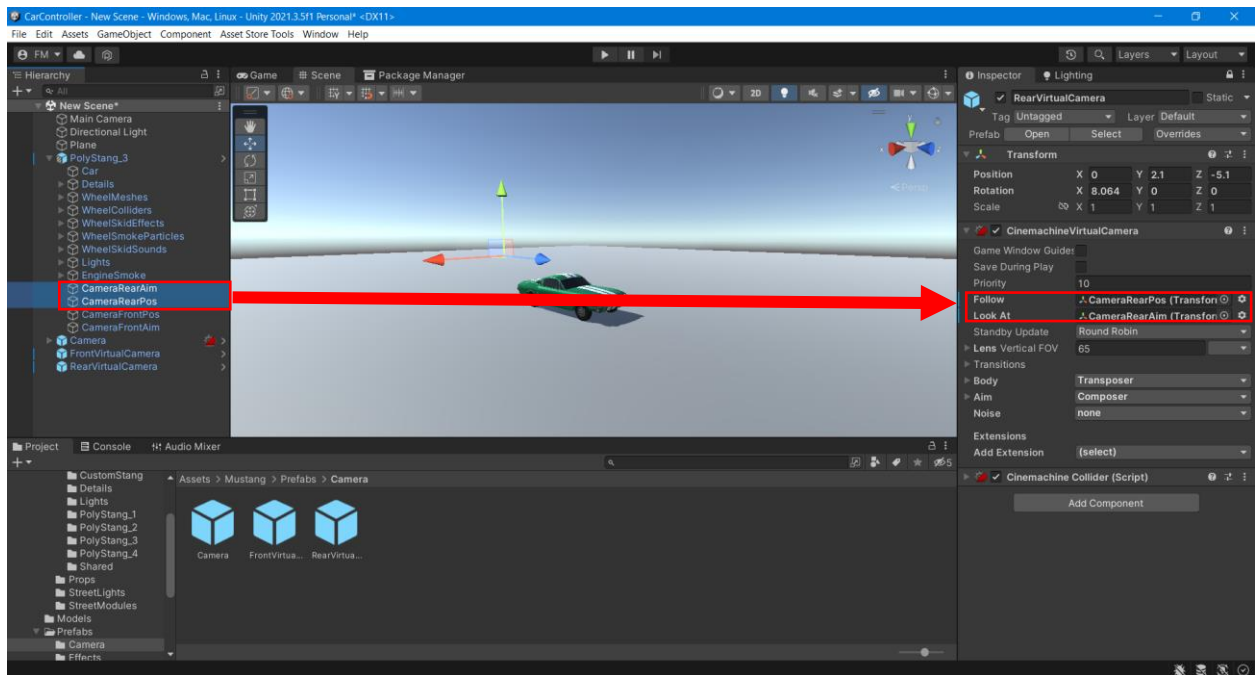 CarController - New Scene - Windows, Mac, Linux - Unity 2021.3.5f1 Personal* <DX11>
File Edit Assets GameObject Component Asset Store Tools Window Help
FM
Layers
Layout
Hierarchy
All
New Scene*
Main Camera
Directional Light
Plane
PolyStang_3
Car
Details
WheelMeshes
WheelColliders
WheelSkidEffects
WheelSmokeParticles
WheelSkidSounds
Lights
EngineSmoke
CameraRearAim
CameraRearPos
CameraFrontPos
CameraFrontAim
Camera
FrontVirtualCamera
RearVirtualCamera
Game Scene Package Manager
2D
y
Persp
Inspector Lighting
RearVirtualCamera Static
Tag Untagged Layer Default
Prefab Open Select Overrides
Transform
Position X 0 Y 2.1 Z -5.1
Rotation X 8.064 Y 0 Z 0
Scale X 1 Y 1 Z 1
CinemachineVirtualCamera
Game Window Guides
Save During Play
Priority 10
Follow CameraRearPos (Transfor
Look At CameraRearAim (Transfor
Standby Update Round Robin
Lens Vertical FOV 65
Transitions
Body Transposer
Aim Composer
Noise none
Extensions
Add Extension (select)
Cinemachine Collider (Script)
Add Component
Project Console Audio Mixer
5
CustomStang
Details
Lights
PolyStang_1
PolyStang_2
PolyStang_3
PolyStang_4
Shared
Props
StreetLights
StreetModules
Models
Prefabs
Camera
Effects
Assets > Mustang > Prefabs > Camera
Camera FrontVirtua... RearVirtua...